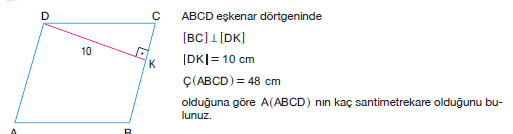 D C ABCD eşkenar dörtgeninde
[BC]⊥[DK]
10
K |DK| = 10 cm
Ç(ABCD) = 48 cm
olduğuna göre A(ABCD) nın kaç santimetrekare olduğunu bu-
lunuz.
A B